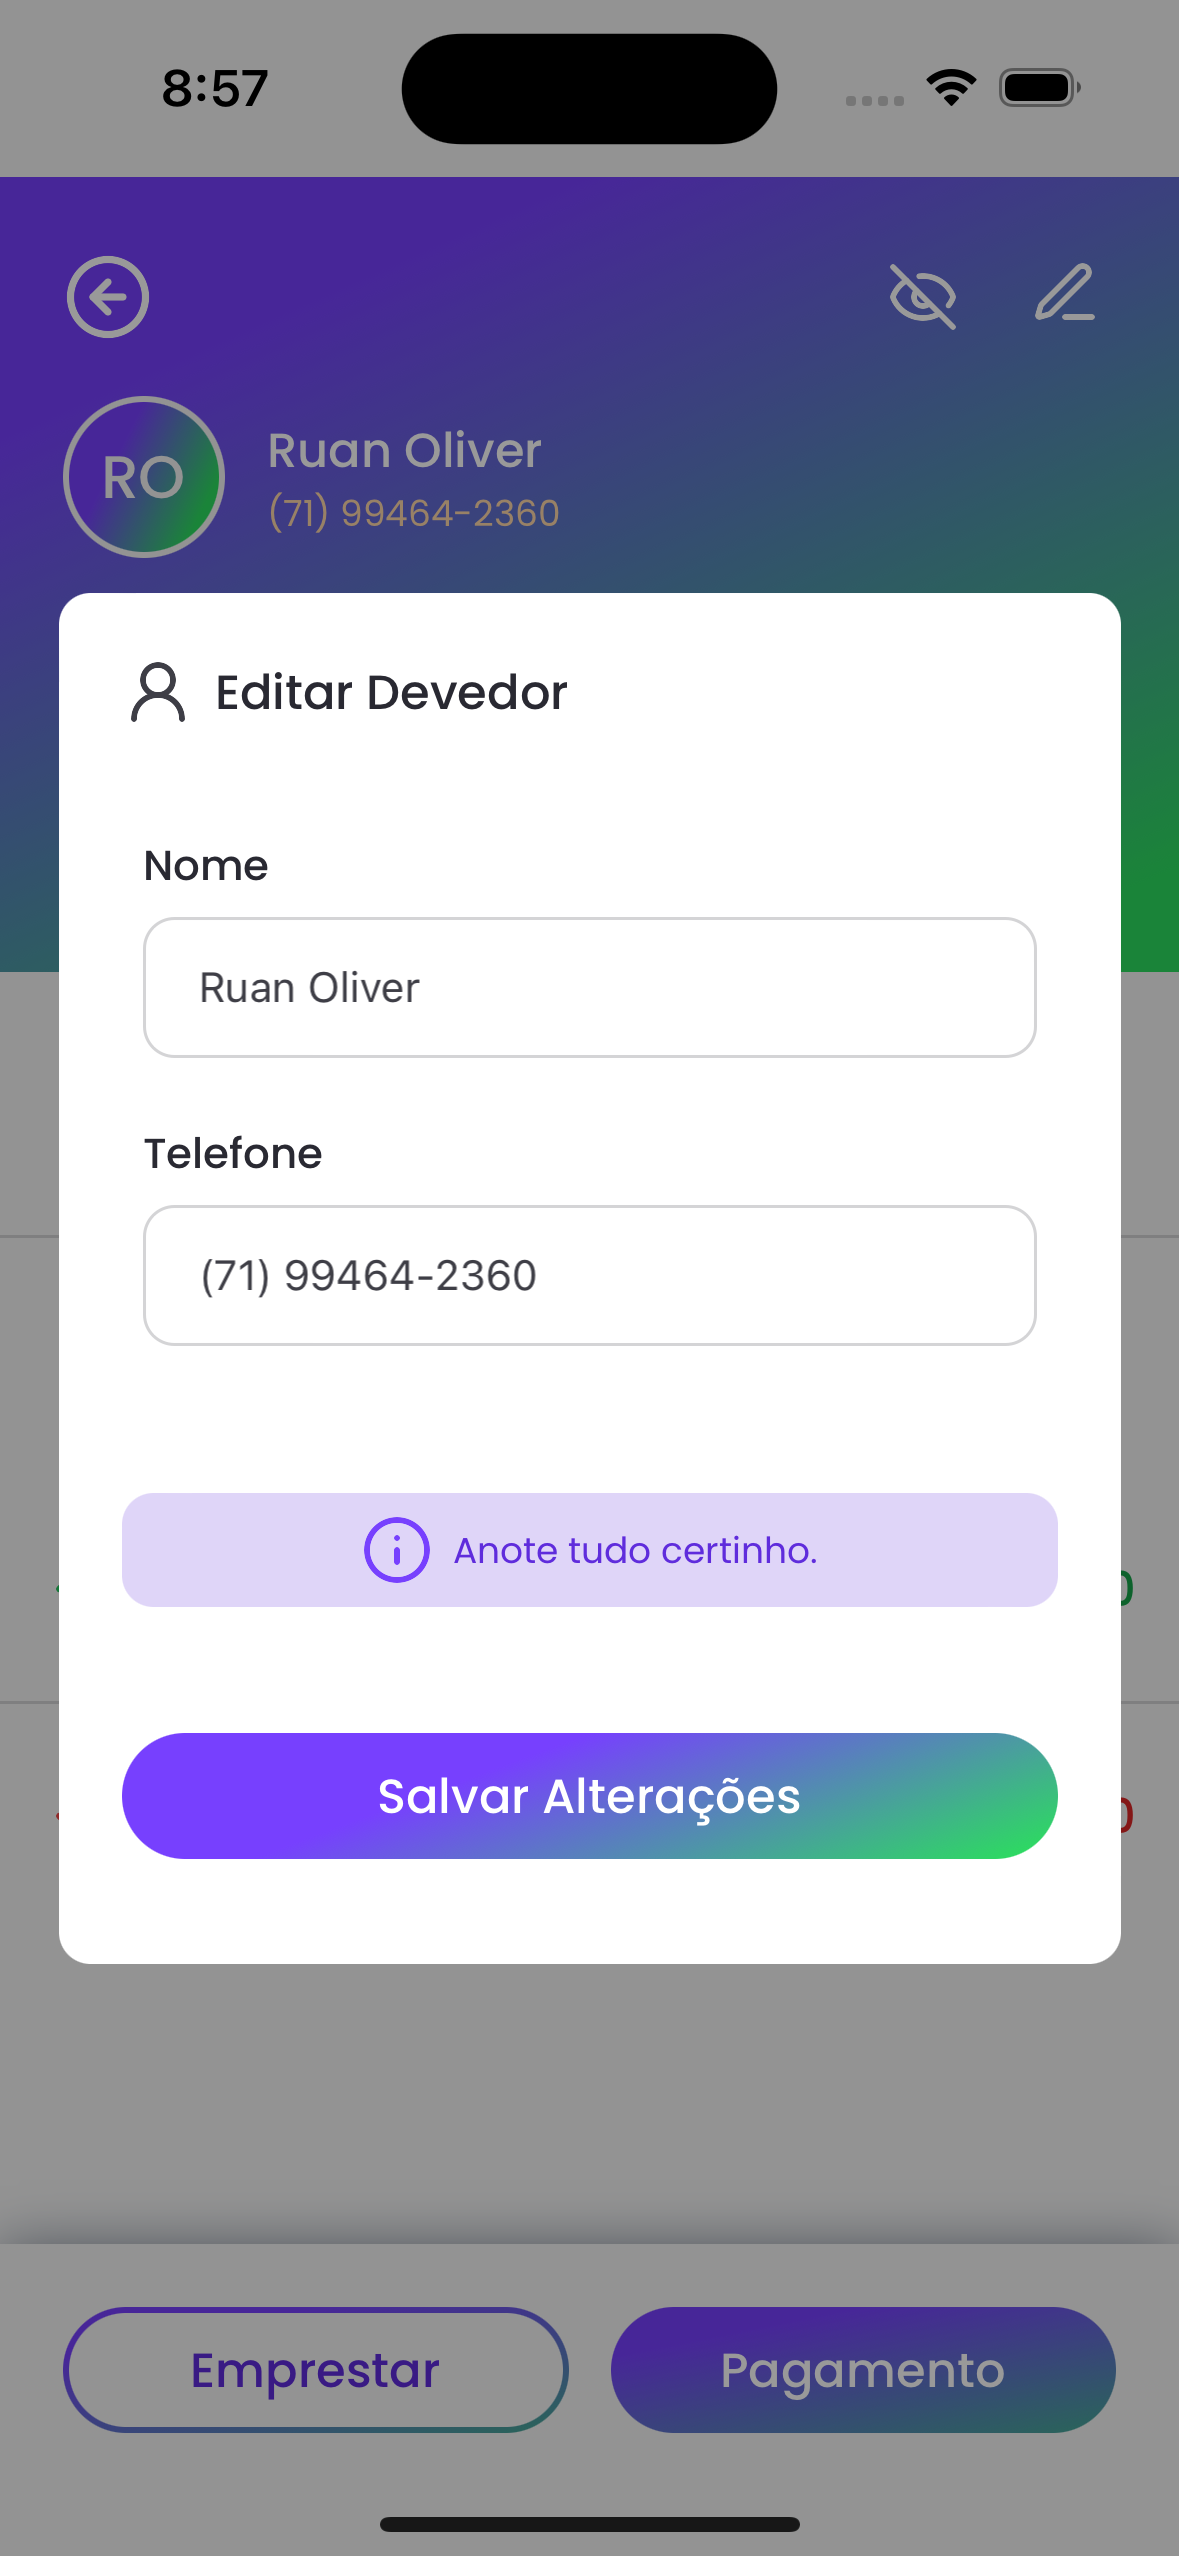 8:57
RO
Ruan Oliver
(71) 99464-2360
Editar Devedor
Nome
Ruan Oliver
Telefone
(71) 99464-2360
Anote tudo certinho.
Salvar Alterações
Emprestar
Pagamento